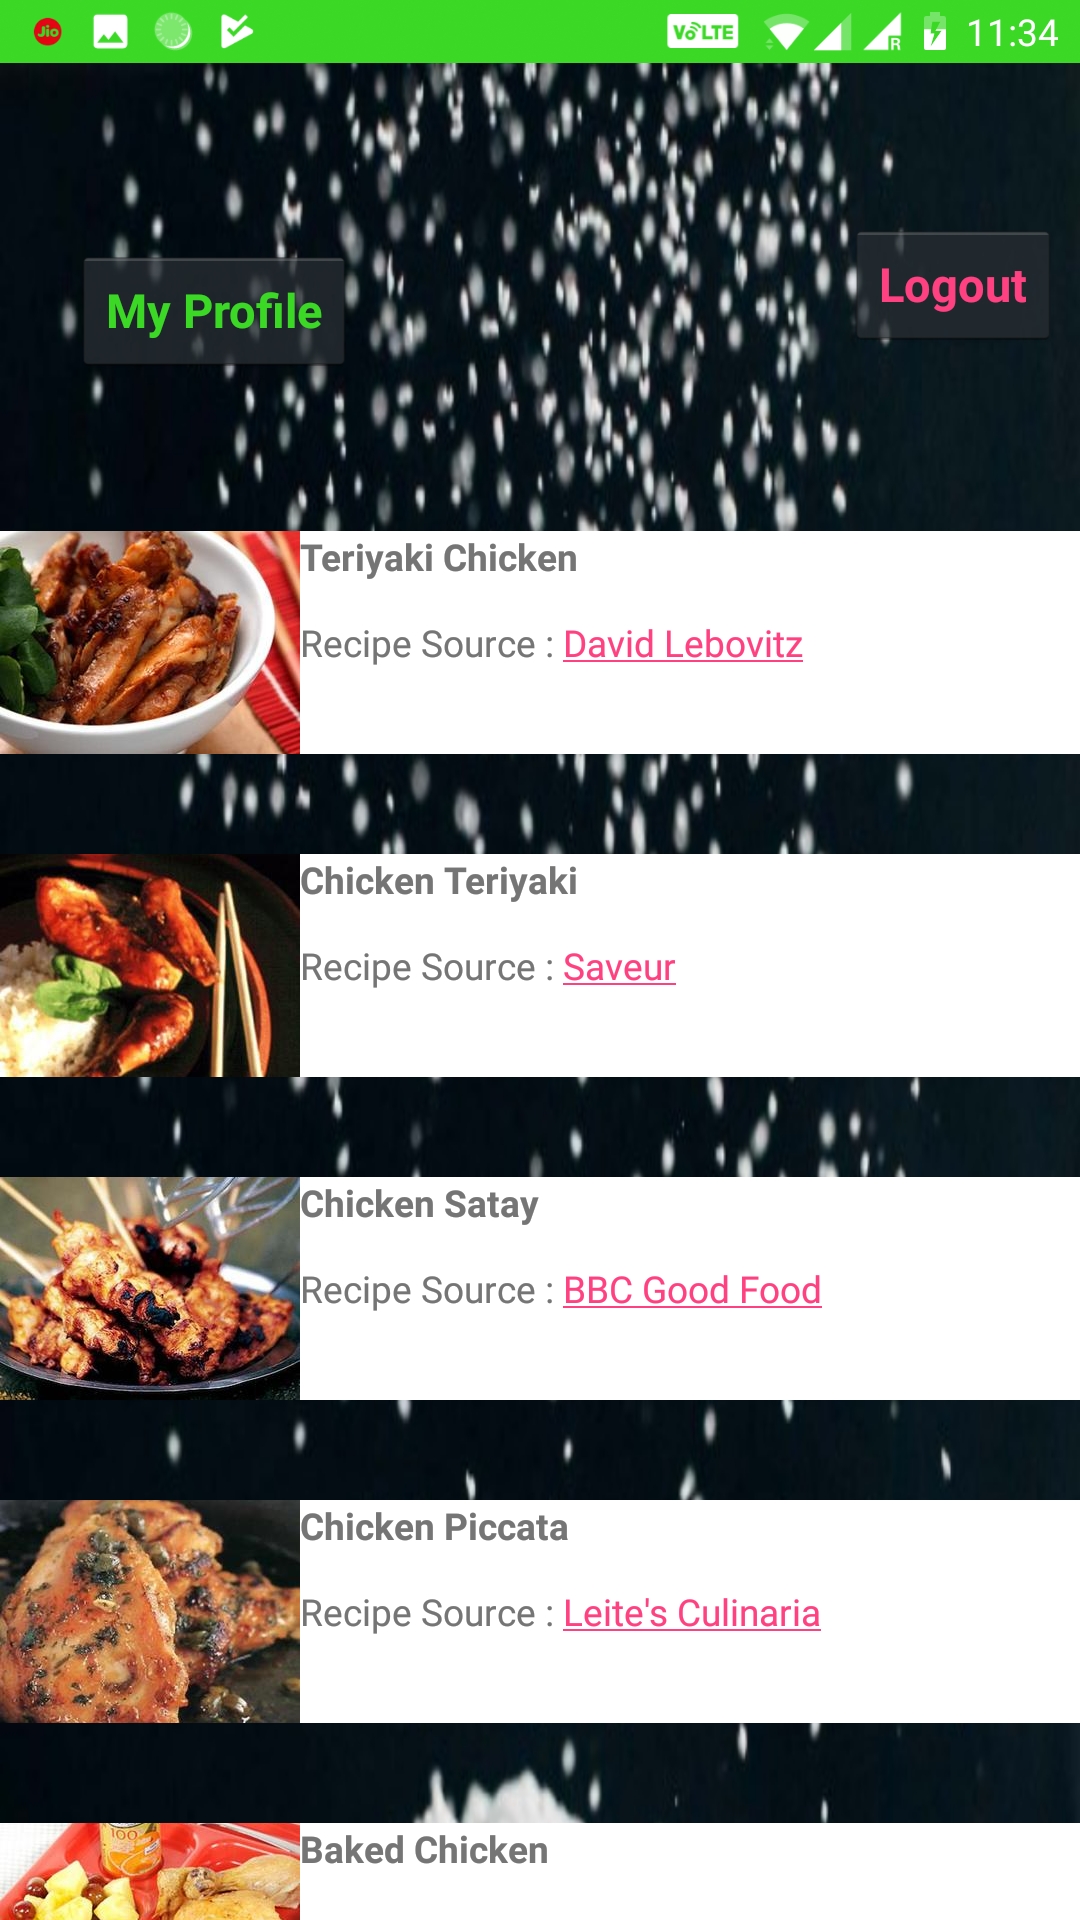 Jio VoLTE R 11:34
My Profile
Logout
Teriyaki Chicken
Recipe Source : David Lebovitz
Chicken Teriyaki
Recipe Source : Saveur
Chicken Satay
Recipe Source : BBC Good Food
Chicken Piccata
Recipe Source : Leite's Culinaria
100
Baked Chicken